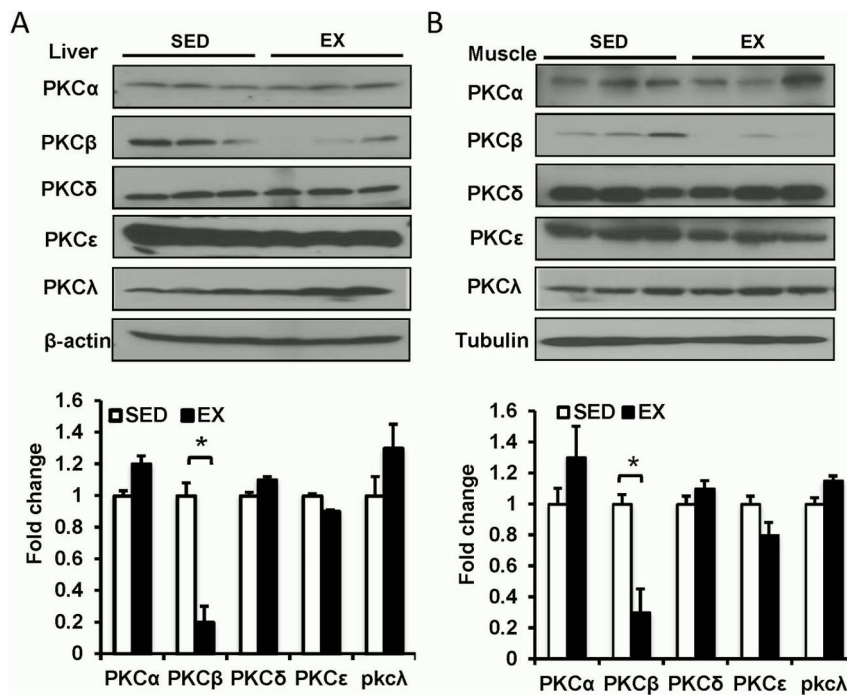 A
Liver
SED
EX
PKCα
PKCβ
PKCδ
PKCε
PKCλ
β-actin
1.6
1.4
1.2
1
0.8
0.6
0.4
0.2
0
Fold change
SED EX
*
PKCα PKCβ PKCδ PKCε pkcλ
B
Muscle
SED
EX
PKCα
PKCβ
PKCδ
PKCε
PKCλ
Tubulin
1.6
1.4
1.2
1
0.8
0.6
0.4
0.2
0
Fold change
SED EX
*
PKCα PKCβ PKCδ PKCε pkcλ